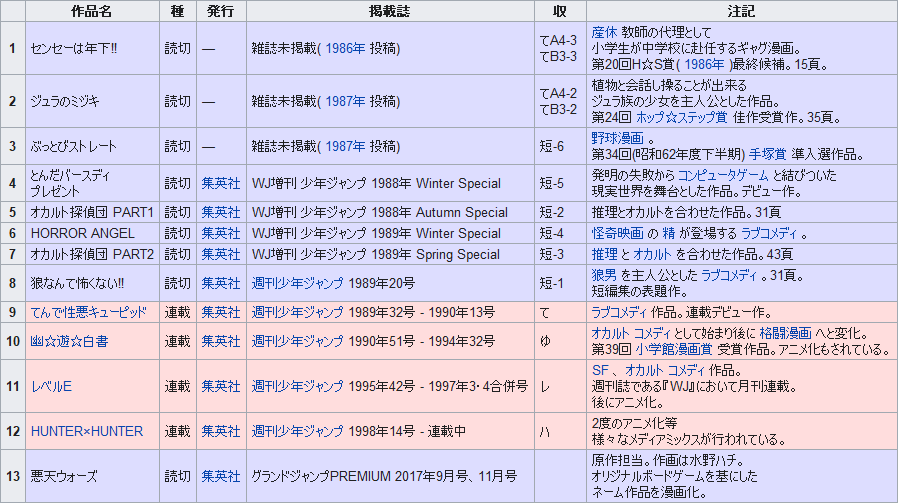 作品名 種 発行 掲載誌 収 注記
1 センセーは年下!! 読切 ― 雑誌未掲載( 1986年 投稿) てA4-3 産休 教師の代理として
てB3-3 小学生が中学校に赴任するギャグ漫画。
第20回H☆S賞( 1986年 )最終候補。15頁。
2 ジュラのミヅキ 読切 ― 雑誌未掲載( 1987年 投稿) てA4-2 植物と会話し操ることが出来る
てB3-2 ジュラ族の少女を主人公とした作品。
第24回 ホップ☆ステップ賞 佳作受賞作。35頁。
3 ぶっとびストレート 読切 ― 雑誌未掲載( 1987年 投稿) 短-6 野球漫画 。
第34回(昭和62年度下半期) 手塚賞 準入選作品。
4 とんだバースディ 読切 集英社 WJ増刊 少年ジャンプ 1988年 Winter Special 短-5 発明の失敗から コンピュータゲーム と結びついた
プレゼント 現実世界を舞台とした作品。デビュー作。
5 オカルト探偵団 PART1 読切 集英社 WJ増刊 少年ジャンプ 1988年 Autumn Special 短-2 推理とオカルトを合わせた作品。31頁
6 HORROR ANGEL 読切 集英社 WJ増刊 少年ジャンプ 1989年 Winter Special 短-4 怪奇映画 の 精 が登場する ラブコメディ 。
7 オカルト探偵団 PART2 読切 集英社 WJ増刊 少年ジャンプ 1989年 Spring Special 短-3 推理 と オカルト を合わせた作品。43頁
8 狼なんて怖くない!! 読切 集英社 週刊少年ジャンプ 1989年20号 短-1 狼男 を主人公とした ラブコメディ 。31頁。
短編集の表題作。
9 てんで性悪キューピッド 連載 集英社 週刊少年ジャンプ 1989年32号 - 1990年13号 て ラブコメディ 作品。連載デビュー作。
10 幽☆遊☆白書 連載 集英社 週刊少年ジャンプ 1990年51号 - 1994年32号 ゆ オカルト コメディ として始まり後に 格闘漫画 へと変化。
第39回 小学館漫画賞 受賞作品。アニメ化もされている。
11 レベルE 連載 集英社 週刊少年ジャンプ 1995年42号 - 1997年3・4合併号 レ SF 、 オカルト コメディ 作品。
週刊誌である『WJ』において月刊連載。
後にアニメ化。
12 HUNTER×HUNTER 連載 集英社 週刊少年ジャンプ 1998年14号 - 連載中 ハ 2度のアニメ化等
様々なメディアミックスが行われている。
13 悪天ウォーズ 読切 集英社 グランドジャンプPREMIUM 2017年9月号、11月号 原作担当。作画は水野ハチ。
オリジナルボードゲームを基にした
ネーム作品を漫画化。